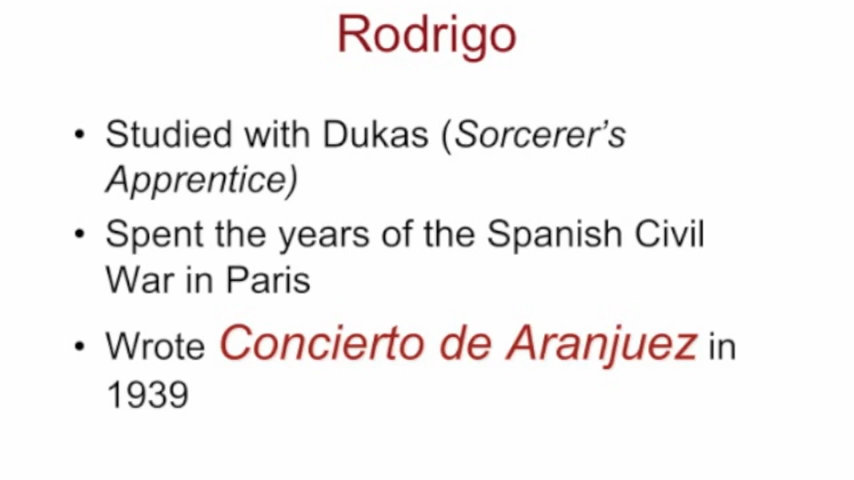 Rodrigo
• Studied with Dukas (Sorcerer’s
Apprentice)
• Spent the years of the Spanish Civil
War in Paris
• Wrote Concierto de Aranjuez in
1939